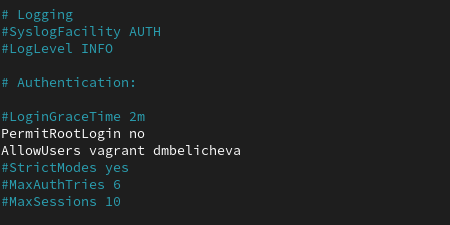 # Logging
#SyslogFacility AUTH
#LogLevel INFO
# Authentication:
#LoginGraceTime 2m
PermitRootLogin no
AllowUsers vagrant dmbelicheva
#StrictModes yes
#MaxAuthTries 6
#MaxSessions 10